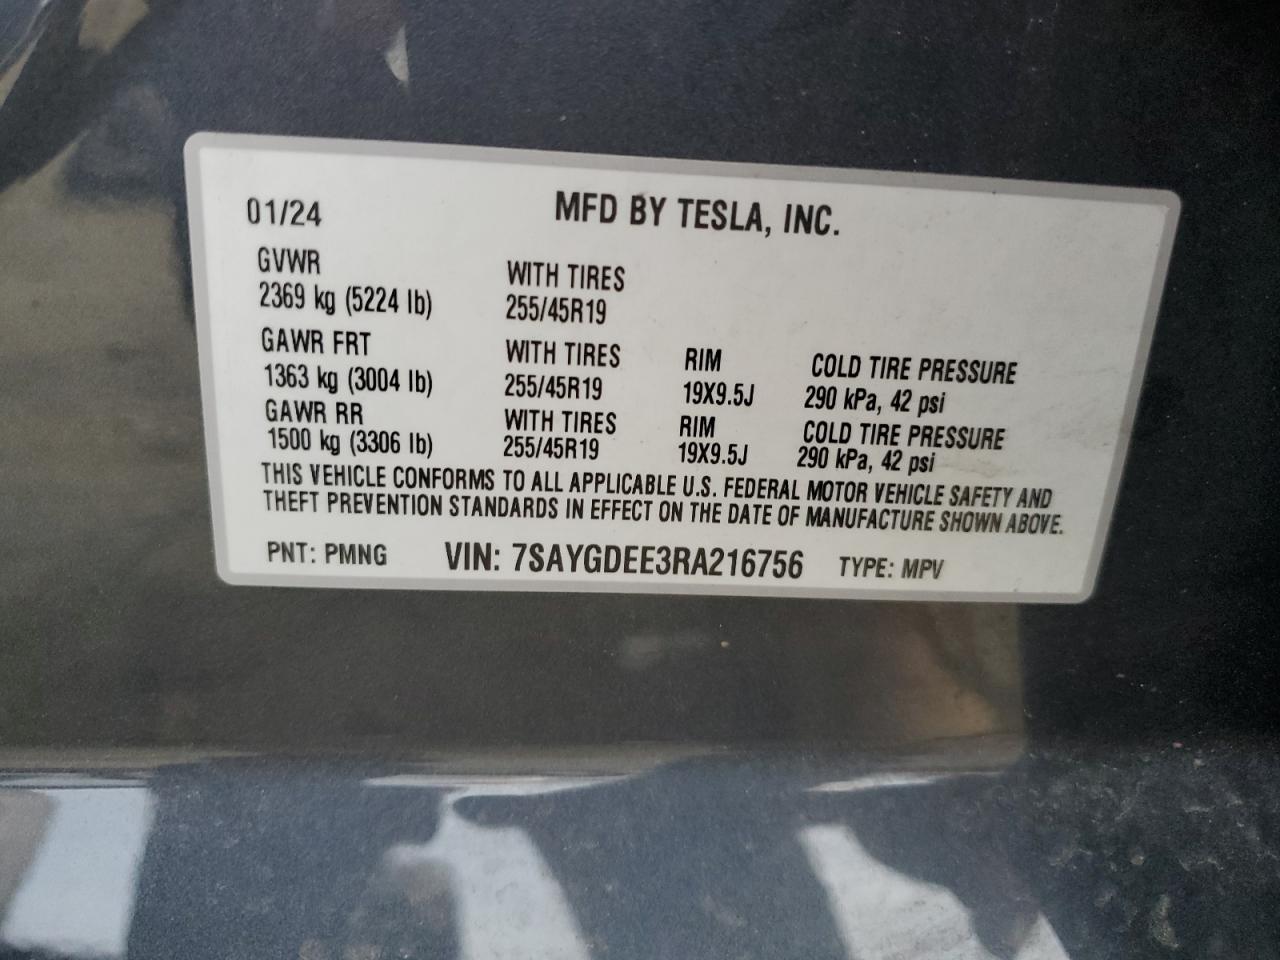 01/24 MFD BY TESLA, INC.
GVWR WITH TIRES
2369 kg (5224 lb) 255/45R19
GAWR FRT WITH TIRES RIM COLD TIRE PRESSURE
1363 kg (3004 lb) 255/45R19 19X9.5J 290 kPa, 42 psi
GAWR RR WITH TIRES RIM COLD TIRE PRESSURE
1500 kg (3306 lb) 255/45R19 19X9.5J 290 kPa, 42 psi
THIS VEHICLE CONFORMS TO ALL APPLICABLE U.S. FEDERAL MOTOR VEHICLE SAFETY AND
THEFT PREVENTION STANDARDS IN EFFECT ON THE DATE OF MANUFACTURE SHOWN ABOVE.
PNT: PMNG VIN: 7SAYGDEE3RA216756 TYPE: MPV